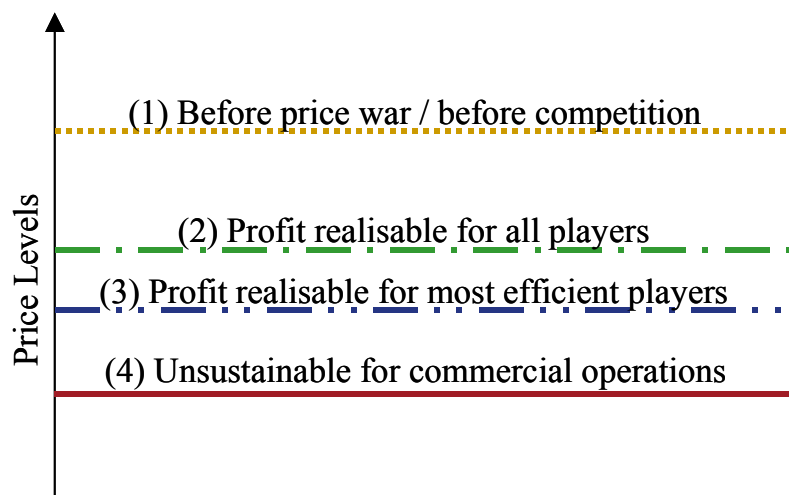 (1) Before price war / before competition
(2) Profit realisable for all players
(3) Profit realisable for most efficient players
(4) Unsustainable for commercial operations
Price Levels